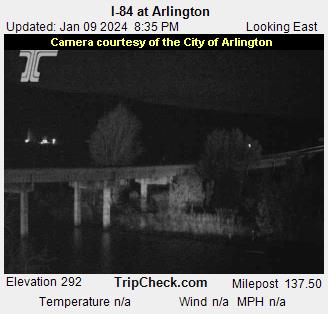 I-84 at Arlington
Updated: Jan 09 2024 8:35 PM Looking East
Camera courtesy of the City of Arlington
Elevation 292 TripCheck.com Milepost 137.50
Temperature n/a Wind n/a MPH n/a